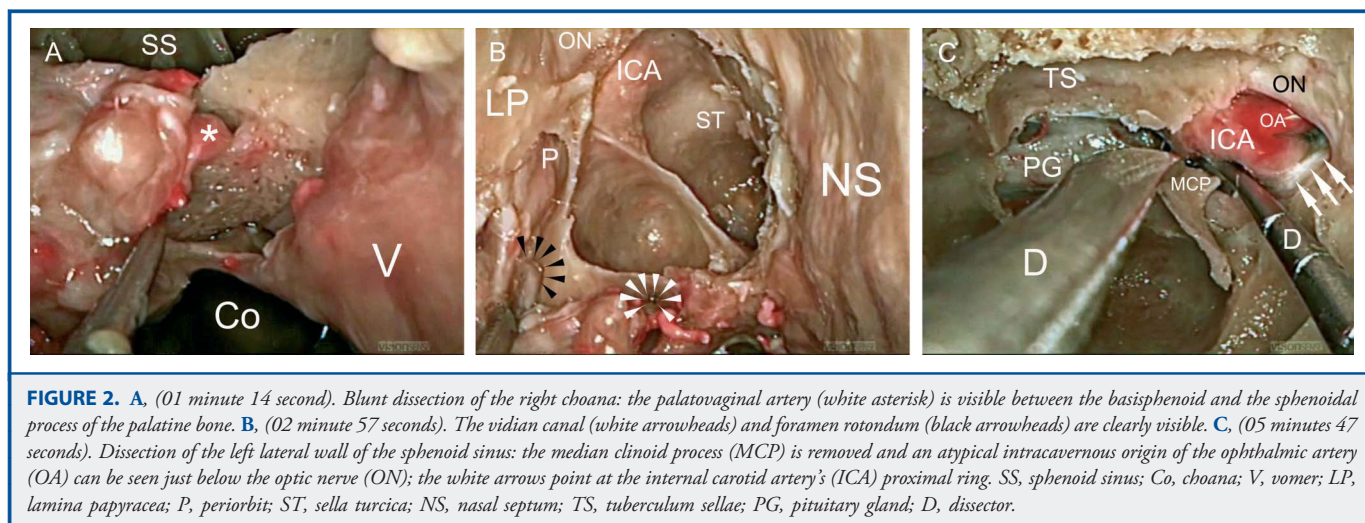 A
SS
*
V
Co
B
ON
ICA
LP
ST
P
NS
C
TS
ON
OA
ICA
PG
MCP
D
D
FIGURE 2. A, (01 minute 14 second). Blunt dissection of the right choana: the palatovaginal artery (white asterisk) is visible between the basisphenoid and the sphenoidal
process of the palatine bone. B, (02 minute 57 seconds). The vidian canal (white arrowheads) and foramen rotondum (black arrowheads) are clearly visible. C, (05 minutes 47
seconds). Dissection of the left lateral wall of the sphenoid sinus: the median clinoid process (MCP) is removed and an atypical intracavernous origin of the ophthalmic artery
(OA) can be seen just below the optic nerve (ON); the white arrows point at the internal carotid artery's (ICA) proximal ring. SS, sphenoid sinus; Co, choana; V, vomer; LP,
lamina papyracea; P, periorbit; ST, sella turcica; NS, nasal septum; TS, tuberculum sellae; PG, pituitary gland; D, dissector.